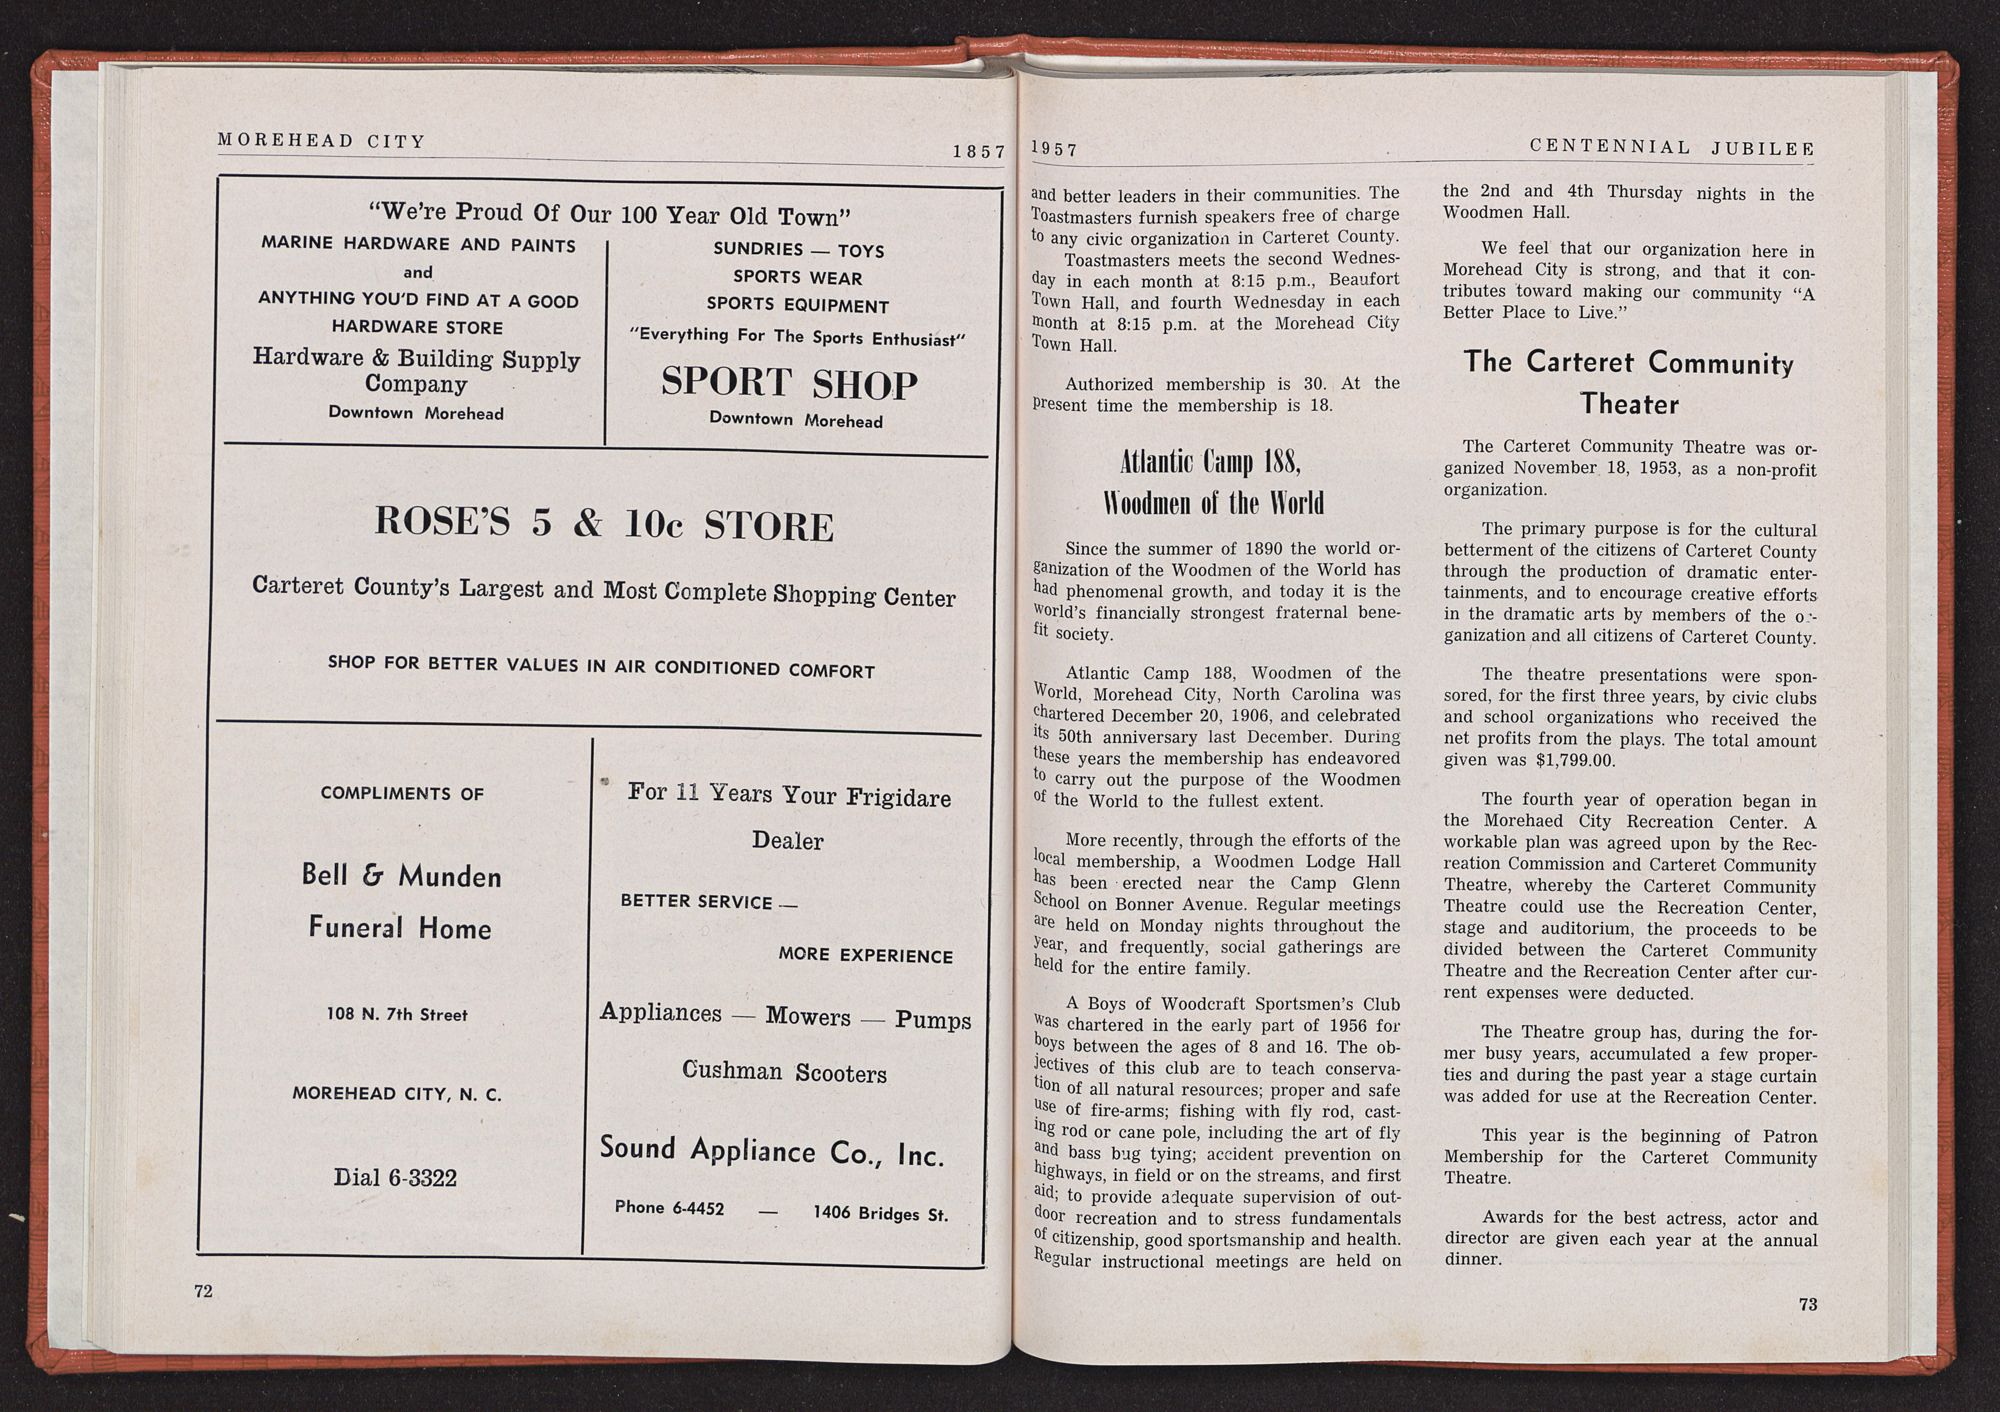 MOREHEAD CITY
1857
"We're Proud Of Our 100 Year Old Town"
MARINE HARDWARE AND PAINTS
and
ANYTHING YOU'D FIND AT A GOOD
HARDWARE STORE
Hardware & Building Supply
Company
Downtown Morehead
SUNDRIES — TOYS
SPORTS WEAR
SPORTS EQUIPMENT
"Everything For The Sports Enthusiast"
SPORT SHOP
Downtown Morehead
ROSE'S 5 & 10c STORE
Carteret County's Largest and Most Complete Shopping Center
SHOP FOR BETTER VALUES IN AIR CONDITIONED COMFORT
COMPLIMENTS OF
Bell & Munden
Funeral Home
108 N. 7th Street
MOREHEAD CITY, N. C.
Dial 6-3322
For 11 Years Your Frigidare
Dealer
BETTER SERVICE —
MORE EXPERIENCE
Appliances — Mowers — Pumps
Cushman Scooters
Sound Appliance Co., Inc.
Phone 6-4452 — 1406 Bridges St.
72
1957
CENTENNIAL JUBILEE
and better leaders in their communities. The
Toastmasters furnish speakers free of charge
to any civic organization in Carteret County.
Toastmasters meets the second Wednes-
day in each month at 8:15 p.m., Beaufort
Town Hall, and fourth Wednesday in each
month at 8:15 p.m. at the Morehead City
Town Hall.
Authorized membership is 30. At the
present time the membership is 18.
Atlantic Camp 188,
Woodmen of the World
Since the summer of 1890 the world or-
ganization of the Woodmen of the World has
had phenomenal growth, and today it is the
world's financially strongest fraternal bene-
fit society.
Atlantic Camp 188, Woodmen of the
World, Morehead City, North Carolina was
chartered December 20, 1906, and celebrated
its 50th anniversary last December. During
these years the membership has endeavored
to carry out the purpose of the Woodmen
of the World to the fullest extent.
More recently, through the efforts of the
local membership, a Woodmen Lodge Hall
has been erected near the Camp Glenn
School on Bonner Avenue. Regular meetings
are held on Monday nights throughout the
year, and frequently, social gatherings are
held for the entire family.
A Boys of Woodcraft Sportsmen's Club
was chartered in the early part of 1956 for
boys between the ages of 8 and 16. The ob-
jectives of this club are to teach conserva-
tion of all natural resources; proper and safe
use of fire-arms; fishing with fly rod, cast-
ing rod or cane pole, including the art of fly
and bass bug tying; accident prevention on
highways, in field or on the streams, and first
aid; to provide adequate supervision of out-
door recreation and to stress fundamentals
of citizenship, good sportsmanship and health.
Regular instructional meetings are held on
the 2nd and 4th Thursday nights in the
Woodmen Hall.
We feel that our organization here in
Morehead City is strong, and that it con-
tributes toward making our community "A
Better Place to Live."
The Carteret Community
Theater
The Carteret Community Theatre was or-
ganized November 18, 1953, as a non-profit
organization.
The primary purpose is for the cultural
betterment of the citizens of Carteret County
through the production of dramatic enter-
tainments, and to encourage creative efforts
in the dramatic arts by members of the or-
ganization and all citizens of Carteret County.
The theatre presentations were spon-
sored, for the first three years, by civic clubs
and school organizations who received the
net profits from the plays. The total amount
given was $1,799.00.
The fourth year of operation began in
the Morehaed City Recreation Center. A
workable plan was agreed upon by the Rec-
reation Commission and Carteret Community
Theatre, whereby the Carteret Community
Theatre could use the Recreation Center,
stage and auditorium, the proceeds to be
divided between the Carteret Community
Theatre and the Recreation Center after cur-
rent expenses were deducted.
The Theatre group has, during the for-
mer busy years, accumulated a few proper-
ties and during the past year a stage curtain
was added for use at the Recreation Center.
This year is the beginning of Patron
Membership for the Carteret Community
Theatre.
Awards for the best actress, actor and
director are given each year at the annual
dinner.
73